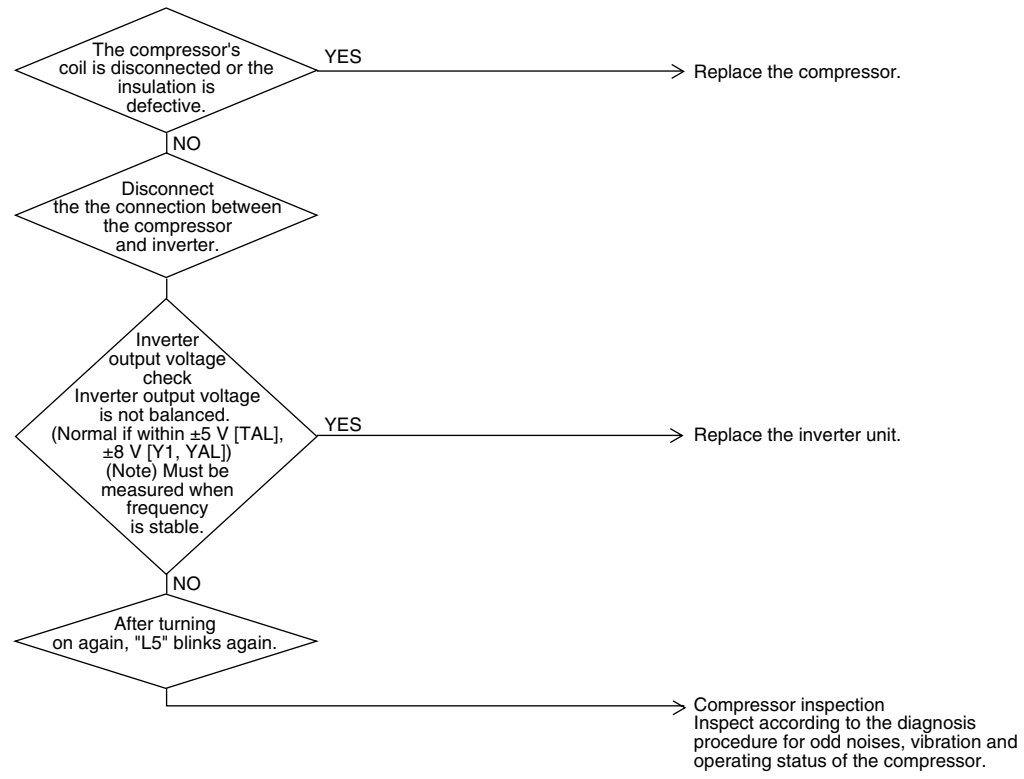 The compressor's
coil is disconnected or the
insulation is
defective.
YES
Replace the compressor.
NO
Disconnect
the the connection between
the compressor
and inverter.
Inverter
output voltage
check
Inverter output voltage
is not balanced.
(Normal if within ±5 V [TAL],
±8 V [Y1, YAL])
(Note) Must be
measured when
frequency
is stable.
YES
Replace the inverter unit.
NO
After turning
on again, "L5" blinks again.
Compressor inspection
Inspect according to the diagnosis
procedure for odd noises, vibration and
operating status of the compressor.